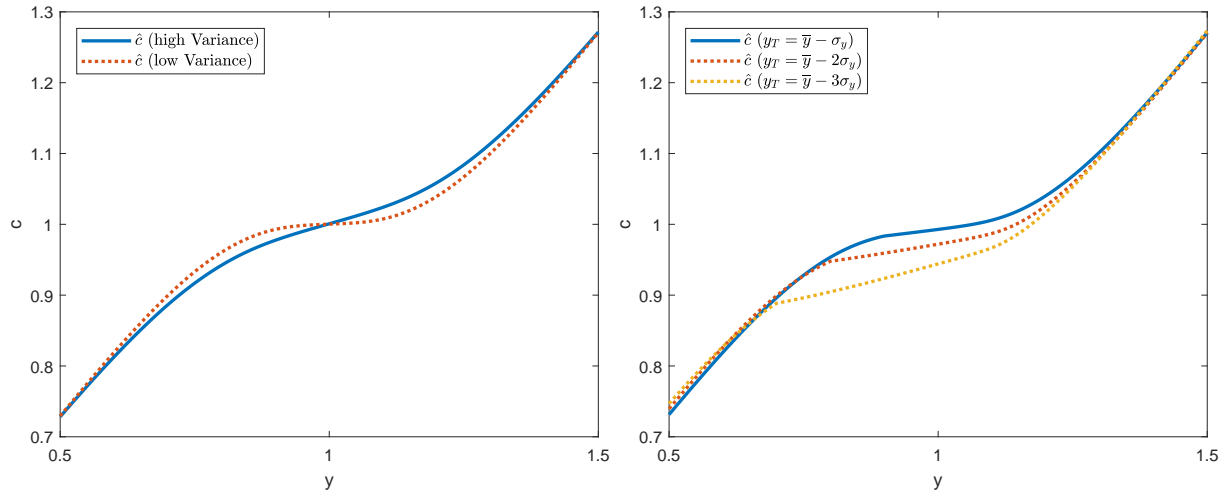 1.3
1.2
1.1
1
0.9
0.8
0.7
c
ĉ (high Variance)
ĉ (low Variance)
0.5
1
1.5
y
1.3
1.2
1.1
1
0.9
0.8
0.7
c
ĉ (y_T = y̅ − σ_y)
ĉ (y_T = y̅ − 2σ_y)
ĉ (y_T = y̅ − 3σ_y)
0.5
1
1.5
y